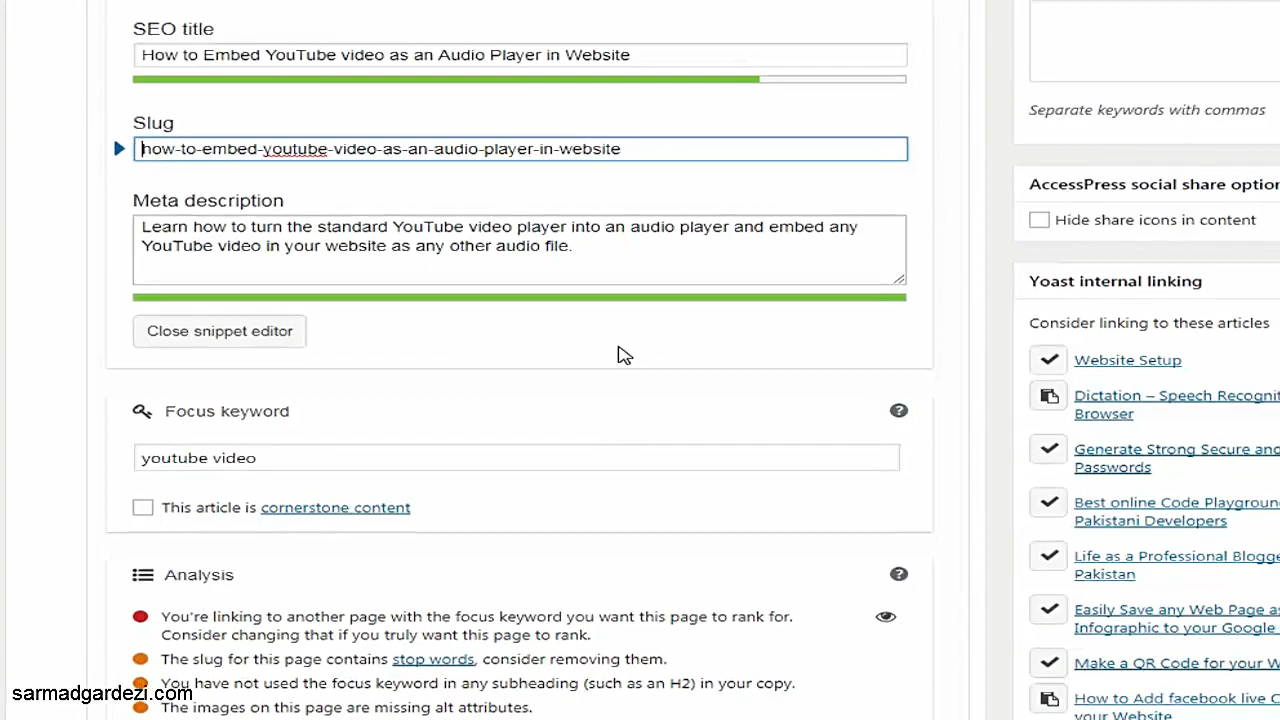 SEO title
How to Embed YouTube video as an Audio Player in Website
Slug
how-to-embed-youtube-video-as-an-audio-player-in-website
Meta description
Learn how to turn the standard YouTube video player into an audio player and embed any
YouTube video in your website as any other audio file.
Close snippet editor
Focus keyword
youtube video
This article is cornerstone content
Analysis
You're linking to another page with the focus keyword you want this page to rank for.
Consider changing that if you truly want this page to rank.
The slug for this page contains stop words, consider removing them.
You have not used the focus keyword in any subheading (such as an H2) in your copy.
The images on this page are missing alt attributes.
sarmadgardezi.com
Separate keywords with commas
AccessPress social share option
Hide share icons in content
Yoast internal linking
Consider linking to these articles
Website Setup
Dictation – Speech Recognit
Browser
Generate Strong Secure and
Passwords
Best online Code Playground
Pakistani Developers
Life as a Professional Blogge
Pakistan
Easily Save any Web Page as
Infographic to your Google
Make a QR Code for your W
How to Add facebook live C
your Website